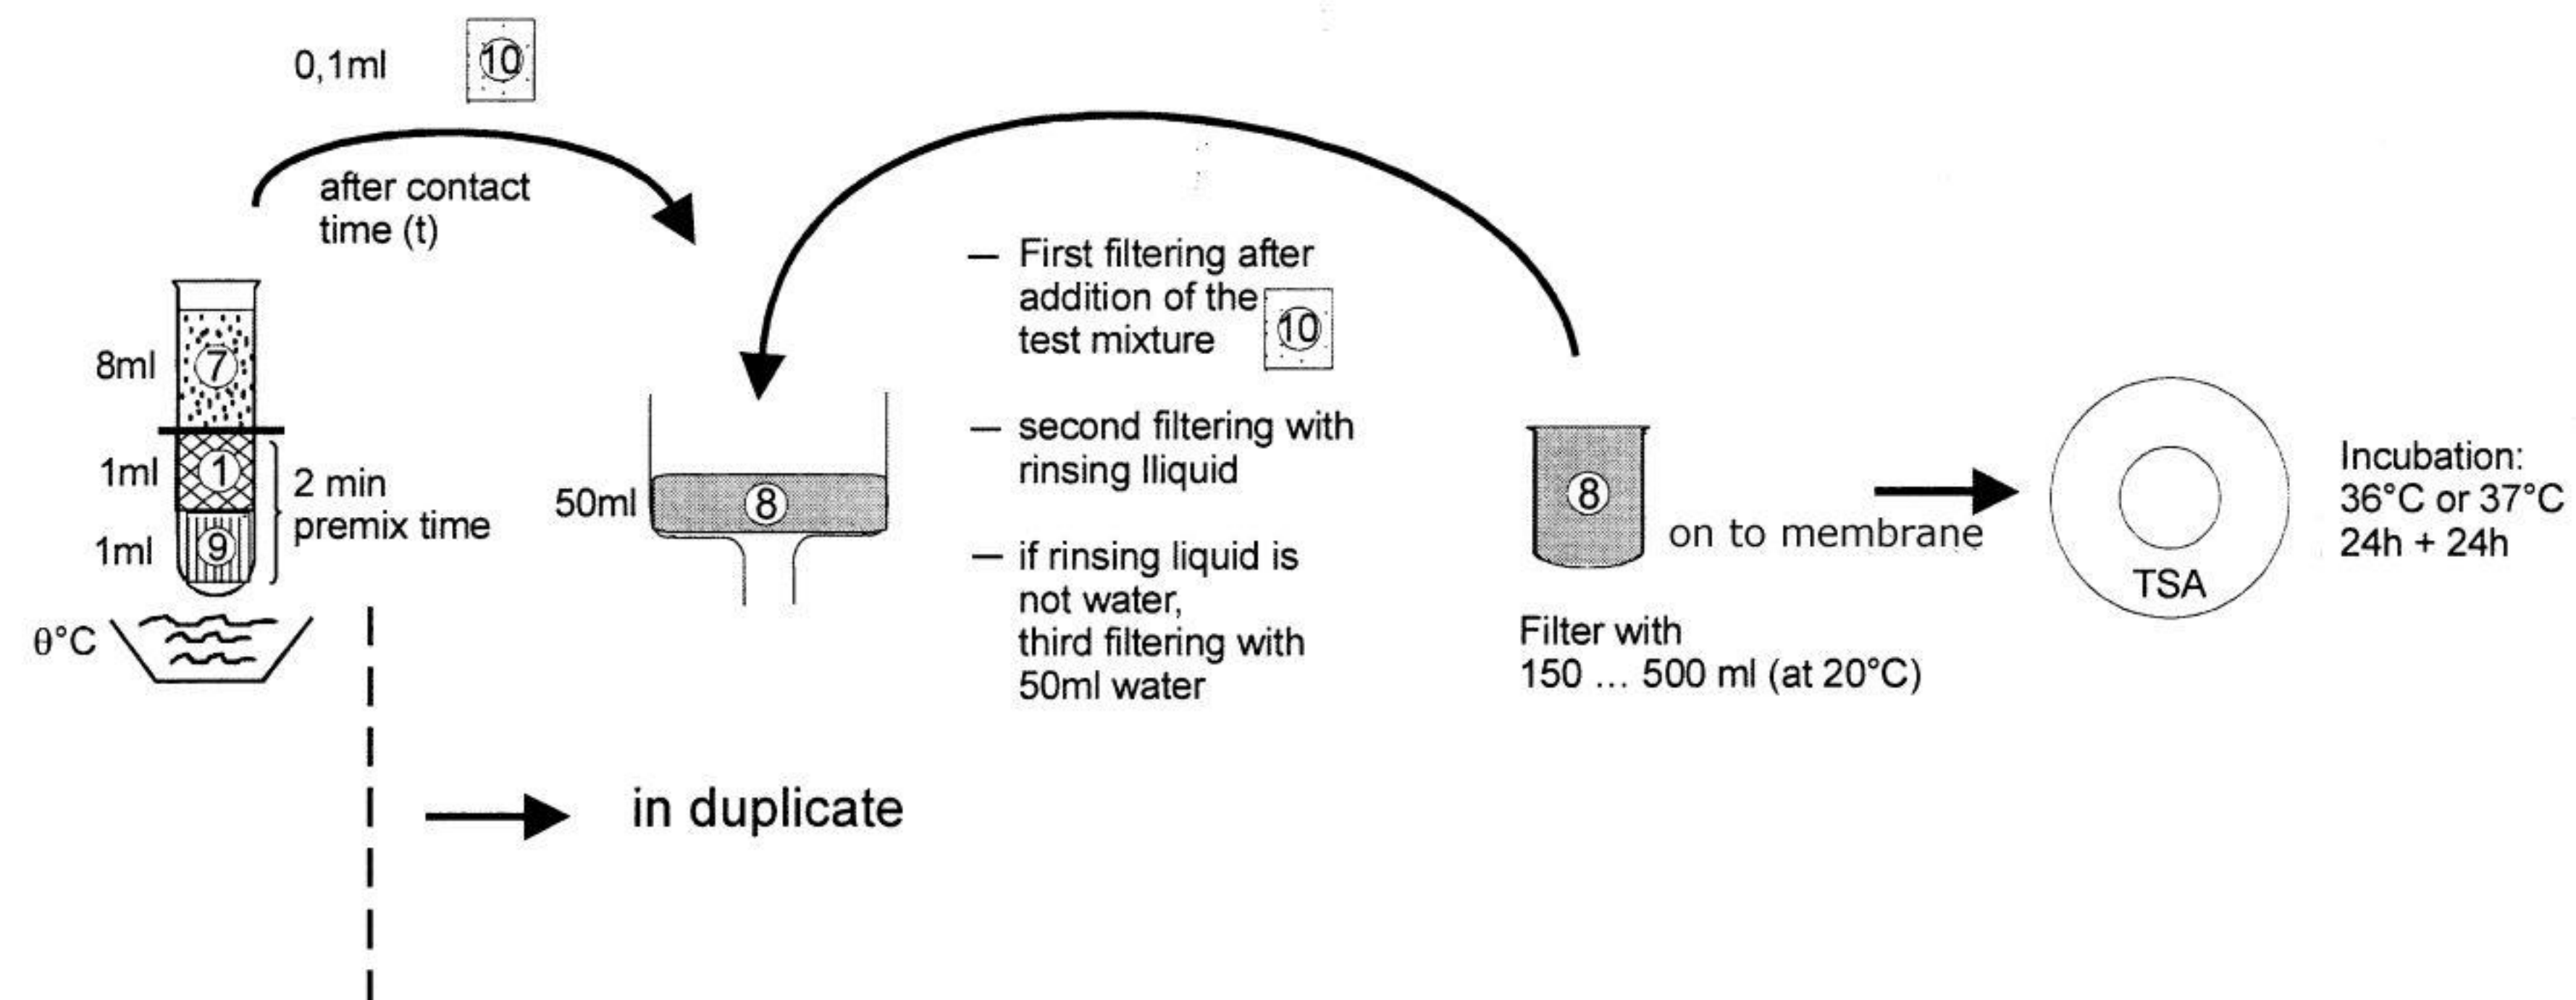 0,1ml
10
after contact
time (t)
8ml
7
1ml
1
1ml
9
2 min
premix time
θ°C
50ml
8
— First filtering after
addition of the
test mixture
10
— second filtering with
rinsing lliquid
— if rinsing liquid is
not water,
third filtering with
50ml water
8
on to membrane
Filter with
150 ... 500 ml (at 20°C)
TSA
Incubation:
36°C or 37°C
24h + 24h
in duplicate